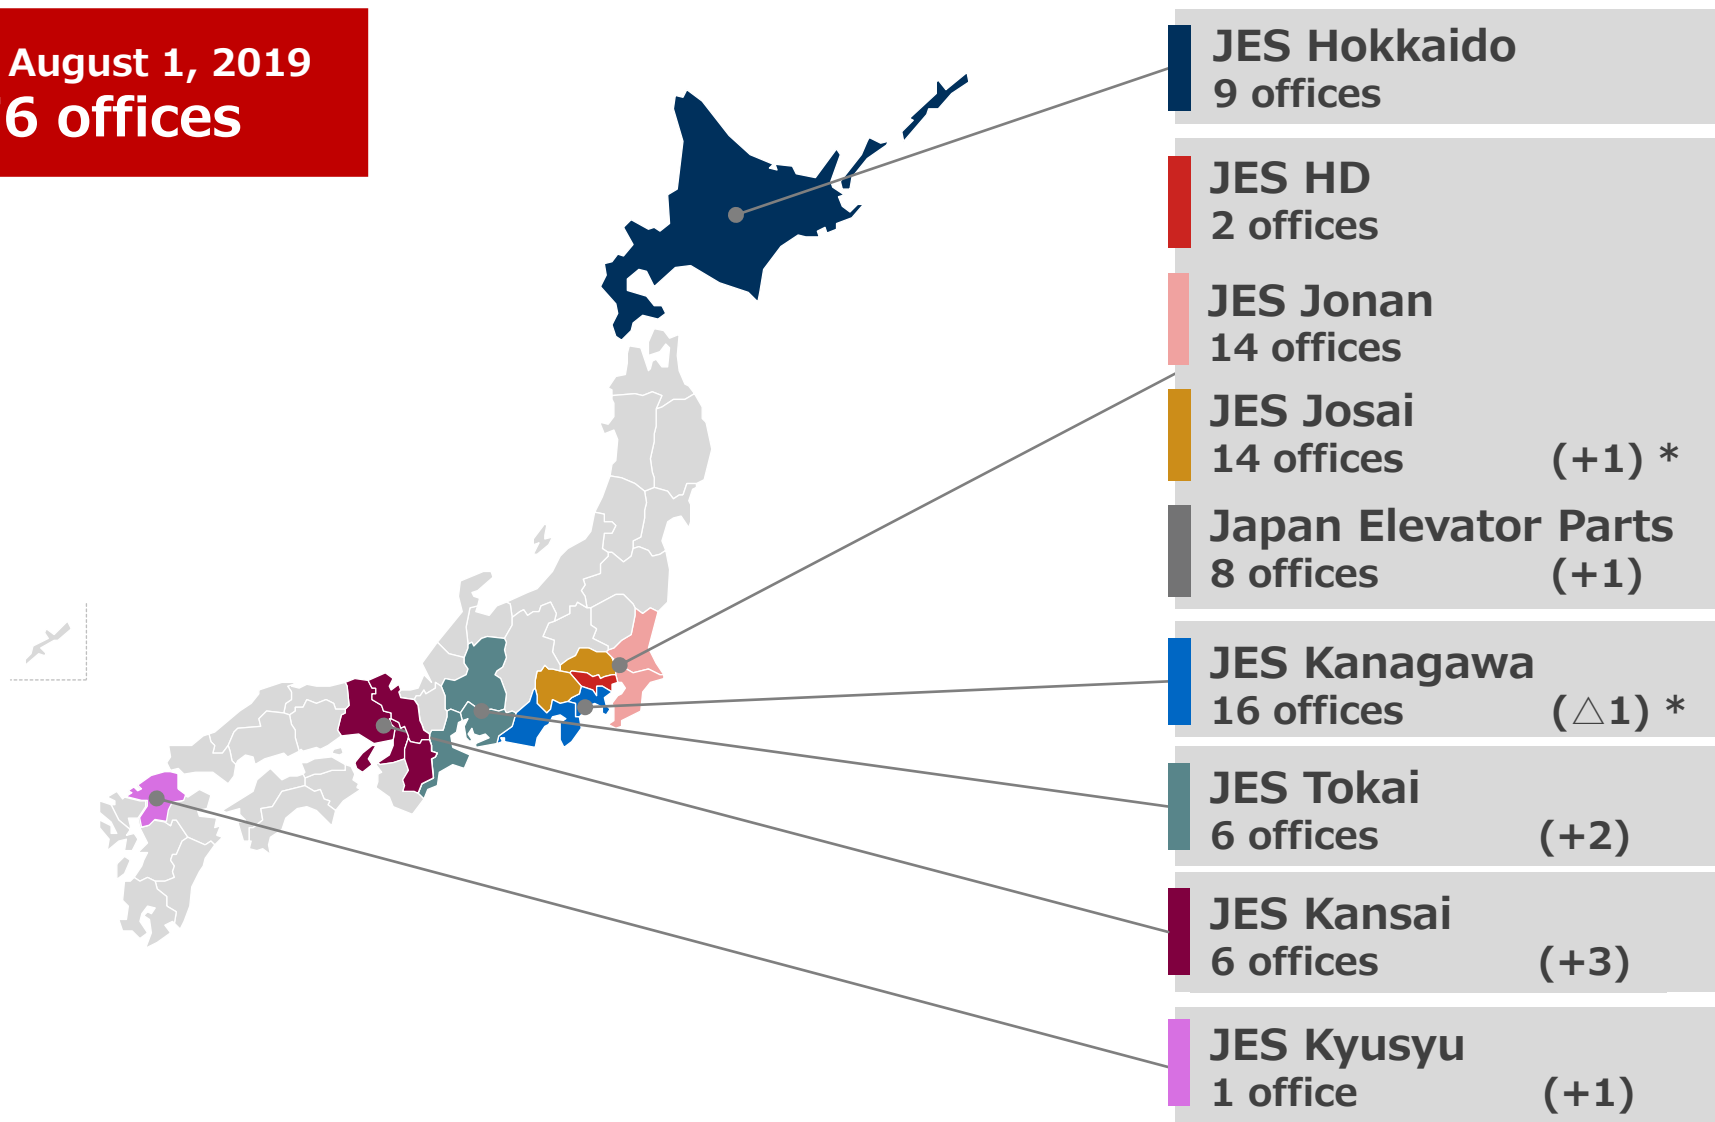 August 1, 2019
6 offices
JES Hokkaido
9 offices
JES HD
2 offices
JES Jonan
14 offices
JES Josai
14 offices (+1) *
Japan Elevator Parts
8 offices (+1)
JES Kanagawa
16 offices (△1) *
JES Tokai
6 offices (+2)
JES Kansai
6 offices (+3)
JES Kyusyu
1 office (+1)